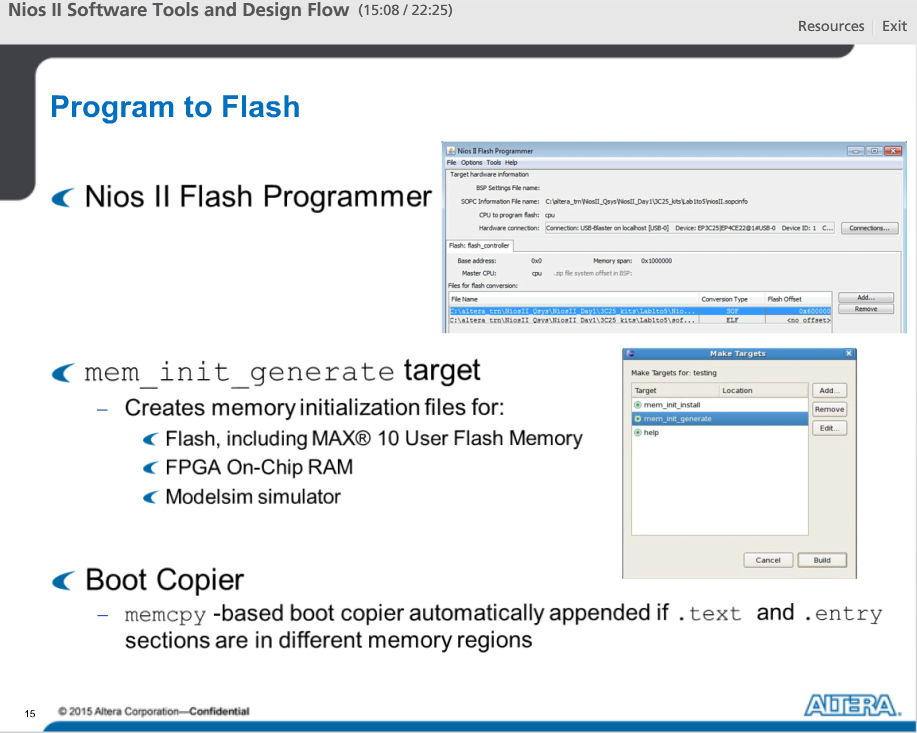 Nios II Software Tools and Design Flow (15:08 / 22:25)
Resources Exit
Program to Flash
Nios II Flash Programmer
Nios II Flash Programmer
File Options Tools Help
Target hardware information
BSP Settings File name:
SOPC Information File name: C:\altera_trn\NiosII_Qsys\NiosII_Day1\3C25_kits\Lab1to5\niosII.sopcinfo
CPU to program flash: cpu
Hardware connection: Connection: USB-Blaster on localhost [USB-0] Device: EP3C25|EP4CE22@1#USB-0 Device ID: 1 C... Connections...
Flash: flash_controller
Base address: 0x0 Memory span: 0x1000000
Master CPU: cpu .zip file system offset in BSP:
Files for flash conversion:
File Name Conversion Type Flash Offset Add...
C:\altera_trn\NiosII_Qsys\NiosII_Day1\3C25_kits\Lab1to5\Nio... SOF 0x600000 Remove
C:\altera_trn\NiosII_Qsys\NiosII_Day1\3C25_kits\Lab1to5\sof... ELF <no offset>
mem_init_generate target
– Creates memory initialization files for:
Flash, including MAX® 10 User Flash Memory
FPGA On-Chip RAM
Modelsim simulator
Make Targets
Make Targets for: testing
Target Location Add...
mem_init_install Remove
mem_init_generate Edit...
help
Cancel Build
Boot Copier
– memcpy -based boot copier automatically appended if .text and .entry
sections are in different memory regions
15 © 2015 Altera Corporation—Confidential
ALTERA